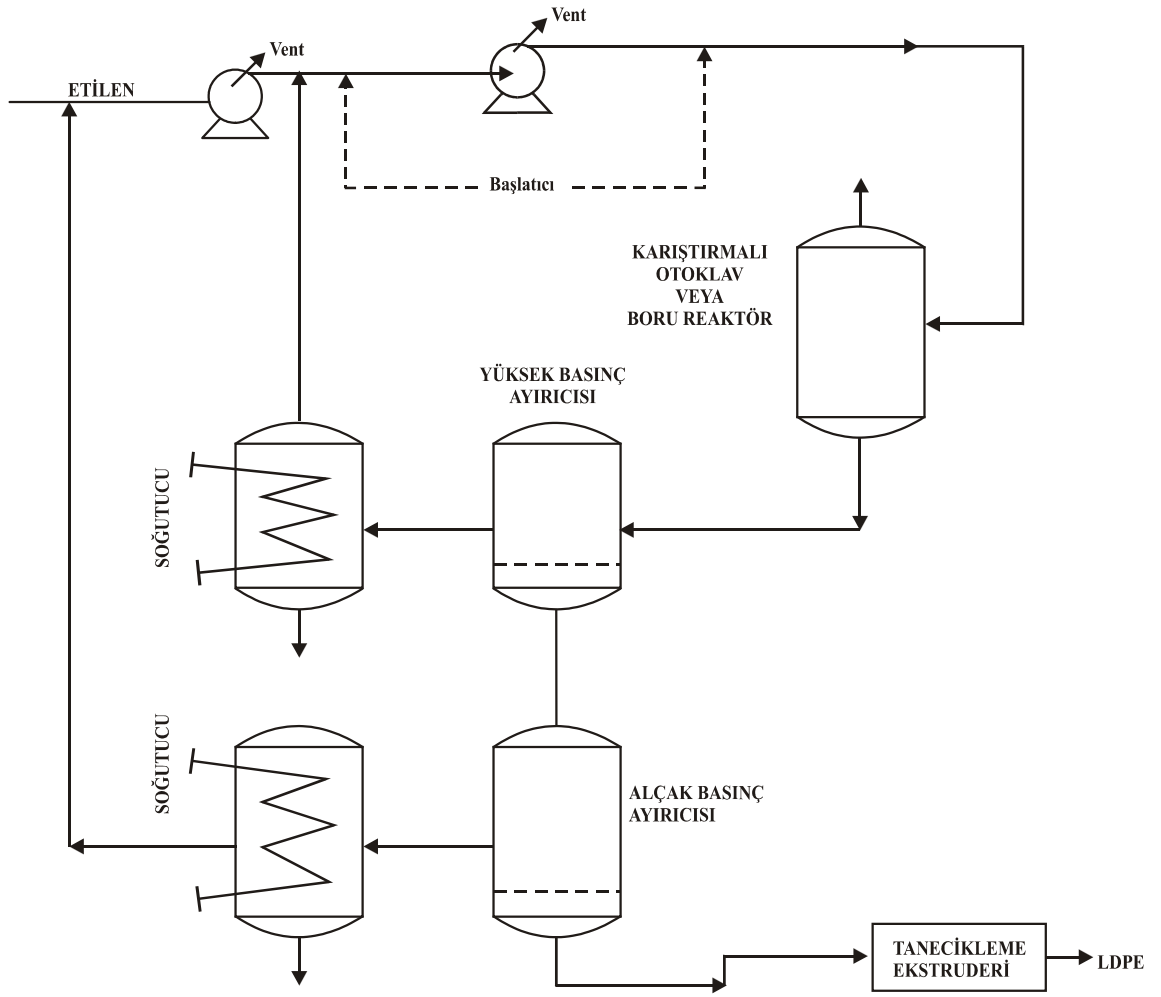 Vent
Vent
ETİLEN
Başlatıcı
KARIŞTIRMALI
OTOKLAV
VEYA
BORU REAKTÖR
YÜKSEK BASINÇ
AYIRICISI
SOĞUTUCU
SOĞUTUCU
ALÇAK BASINÇ
AYIRICISI
TANECİKLEME
EKSTRUDERİ
LDPE